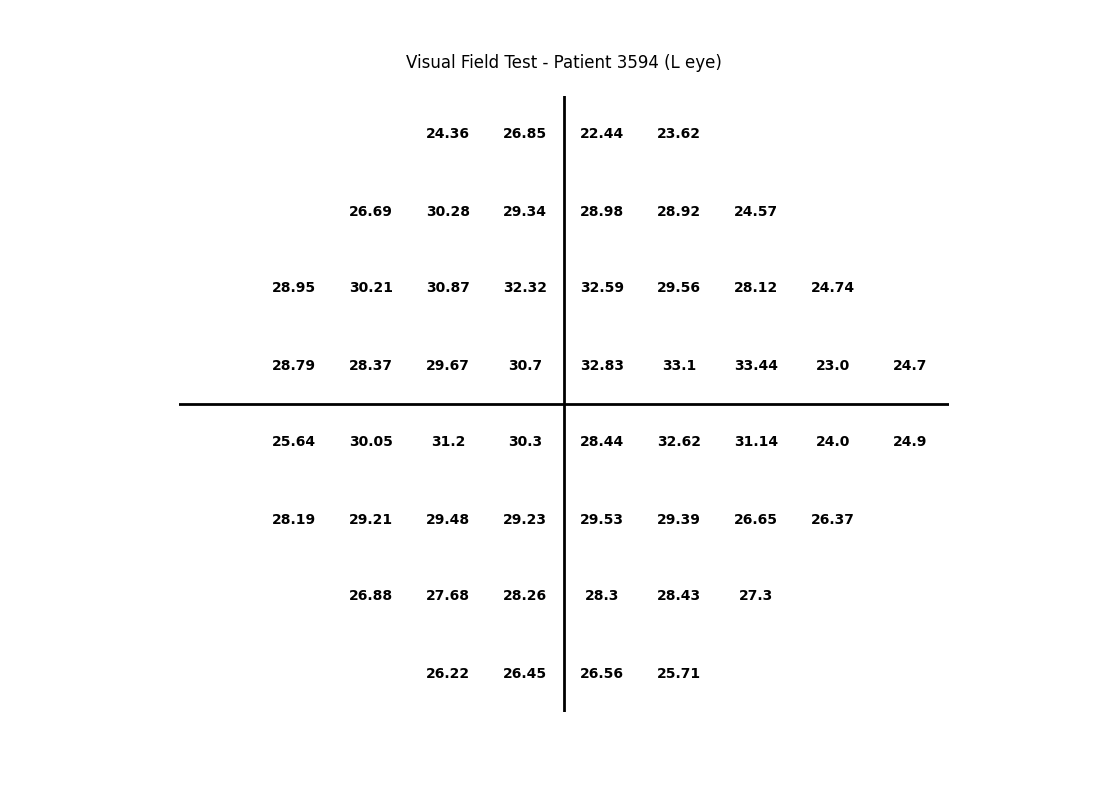 Visual Field Test - Patient 3594 (L eye)
24.36 26.85 22.44 23.62
26.69 30.28 29.34 28.98 28.92 24.57
28.95 30.21 30.87 32.32 32.59 29.56 28.12 24.74
28.79 28.37 29.67 30.7 32.83 33.1 33.44 23.0 24.7
25.64 30.05 31.2 30.3 28.44 32.62 31.14 24.0 24.9
28.19 29.21 29.48 29.23 29.53 29.39 26.65 26.37
26.88 27.68 28.26 28.3 28.43 27.3
26.22 26.45 26.56 25.71